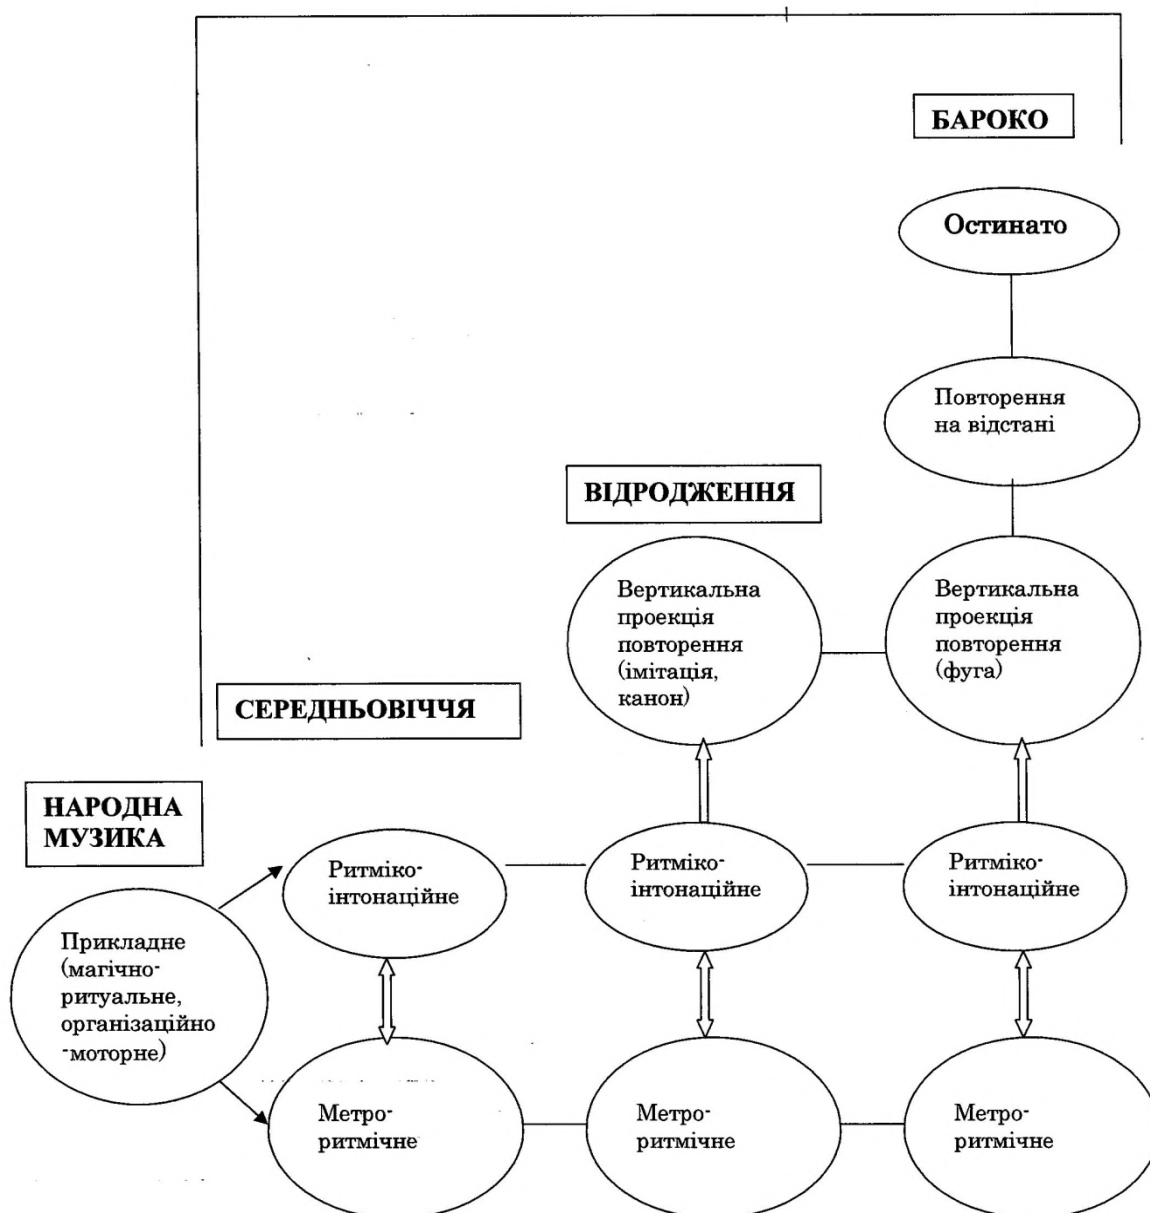 БАРОКО
Остинато
Повторення
на відстані
ВІДРОДЖЕННЯ
Вертикальна
проекція
повторення
(імітація,
канон)
Вертикальна
проекція
повторення
(фуга)
СЕРЕДНЬОВІЧЧЯ
НАРОДНА
МУЗИКА
Ритміко-
інтонаційне
Ритміко-
інтонаційне
Ритміко-
інтонаційне
Прикладне
(магічно-
ритуальне,
організаційно
-моторне)
Метро-
ритмічне
Метро-
ритмічне
Метро-
ритмічне